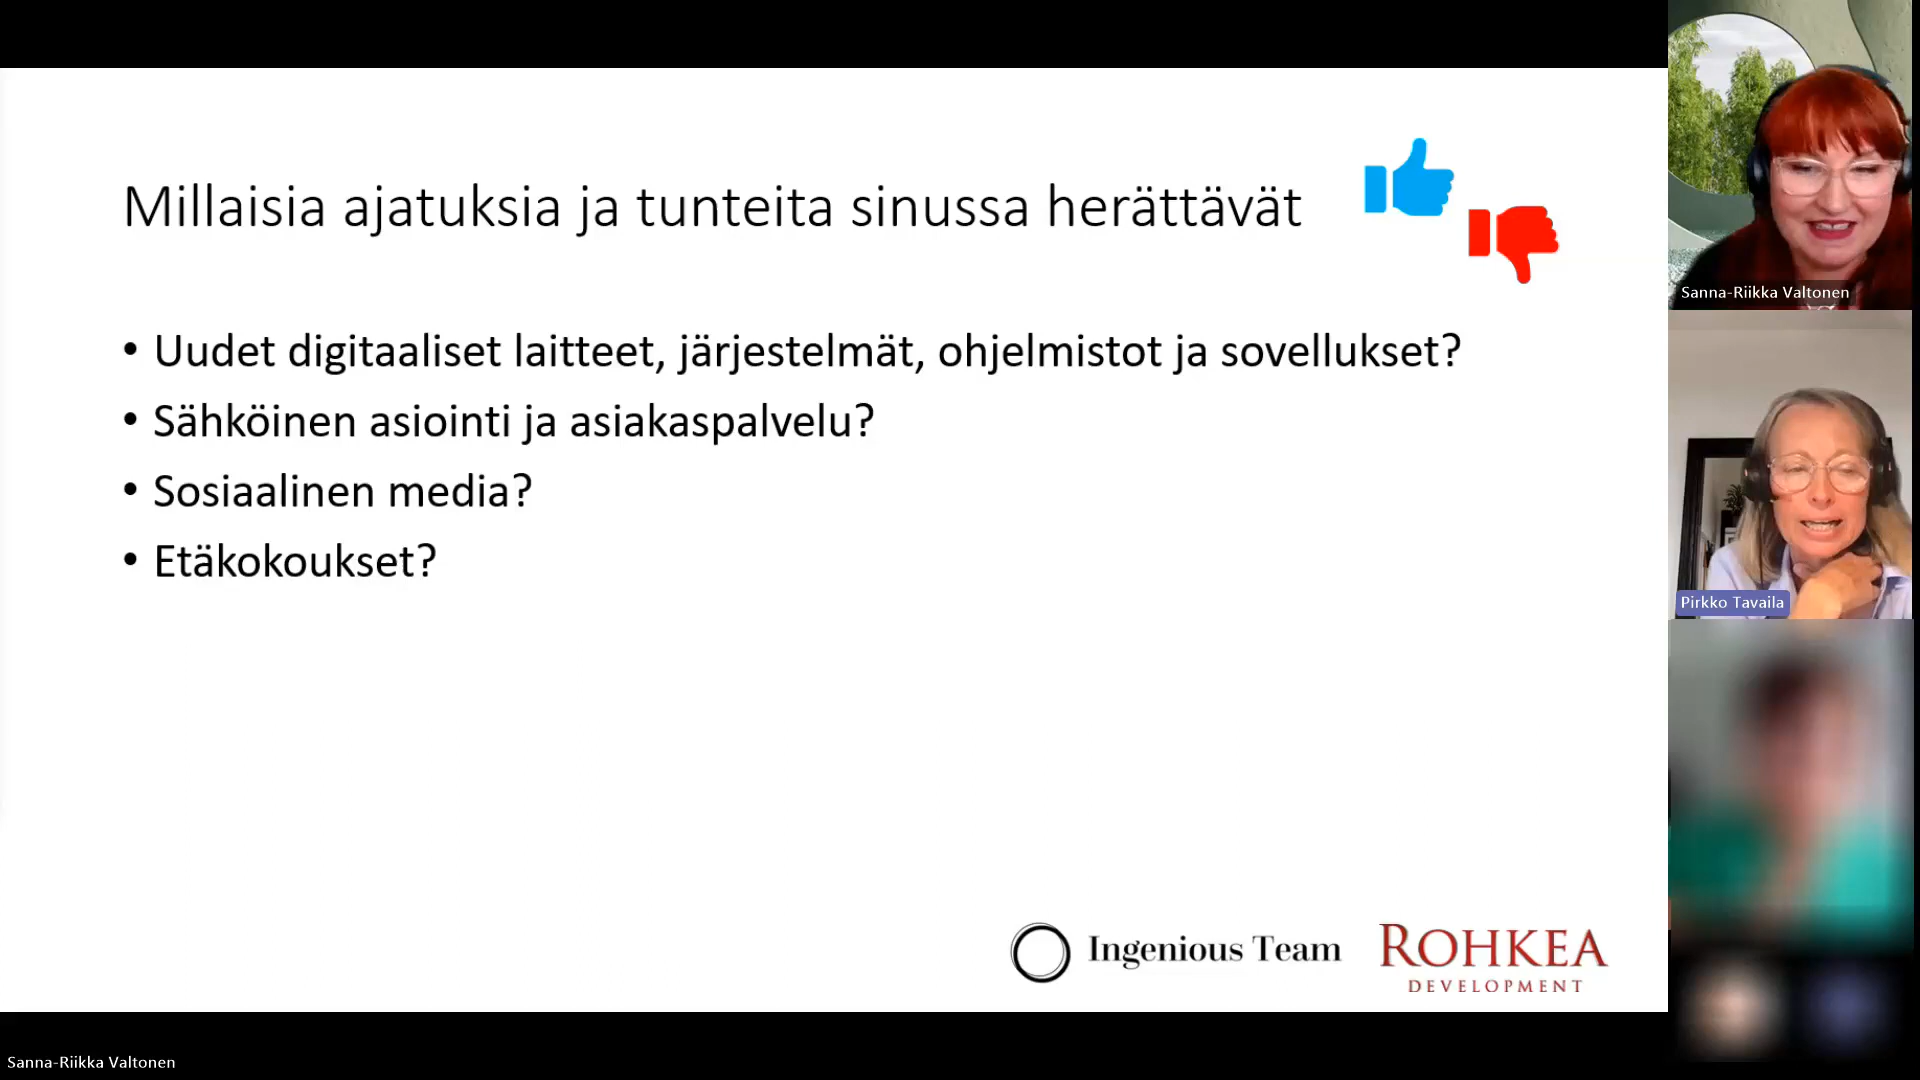 Millaisia ajatuksia ja tunteita sinussa herättävät
• Uudet digitaaliset laitteet, järjestelmät, ohjelmistot ja sovellukset?
• Sähköinen asiointi ja asiakaspalvelu?
• Sosiaalinen media?
• Etäkokoukset?
Ingenious Team
ROHKEA
DEVELOPMENT
Sanna-Riikka Valtonen
Pirkko Tavaila
Sanna-Riikka Valtonen